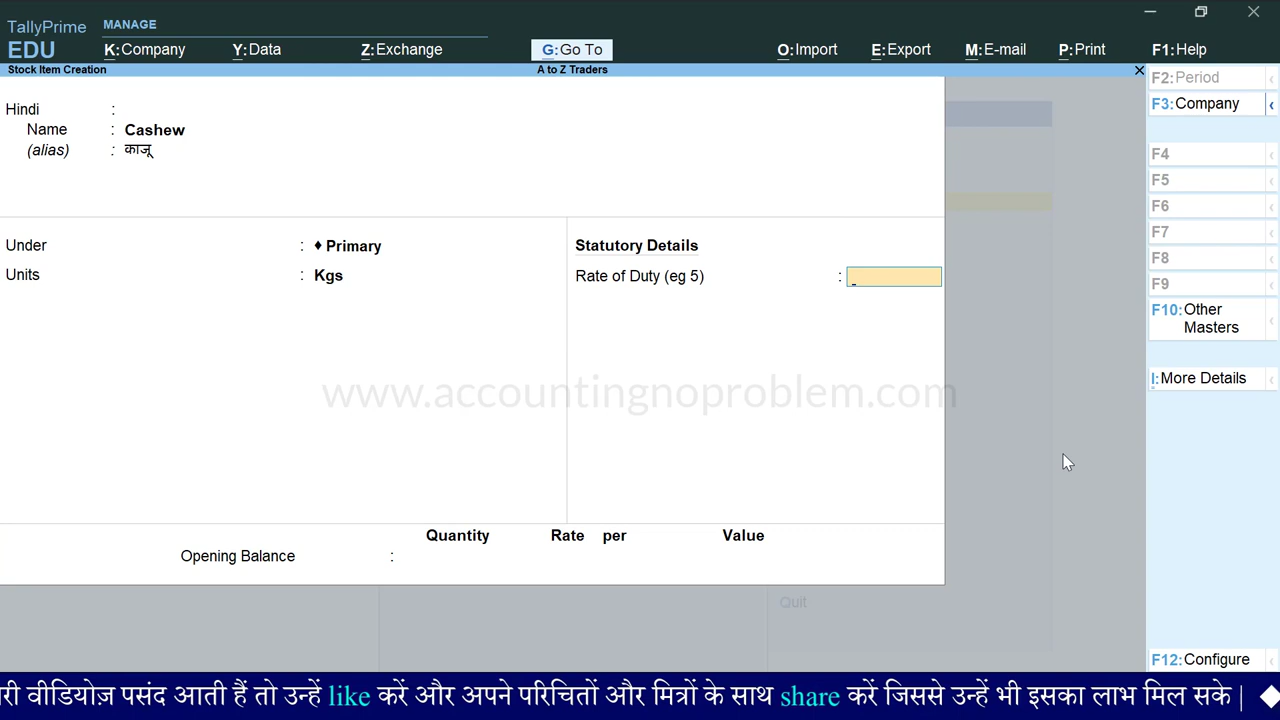 TallyPrime
MANAGE
EDU
K:Company Y:Data Z:Exchange G:Go To O:Import E:Export M:E-mail P:Print F1:Help
Stock Item Creation A to Z Traders
F2:Period
F3:Company
Hindi :
Name : Cashew
(alias) : काजू
F4
F5
F6
F7
F8
F9
F10:Other
Masters
I:More Details
Under : ♦ Primary
Units : Kgs
Statutory Details
Rate of Duty (eg 5) :
www.accountingnoproblem.com
Quantity Rate per Value
Opening Balance :
Quit
F12:Configure
री वीडियोज़ पसंद आती हैं तो उन्हें like करें और अपने परिचितों और मित्रों के साथ share करें जिससे उन्हें भी इसका लाभ मिल सके |